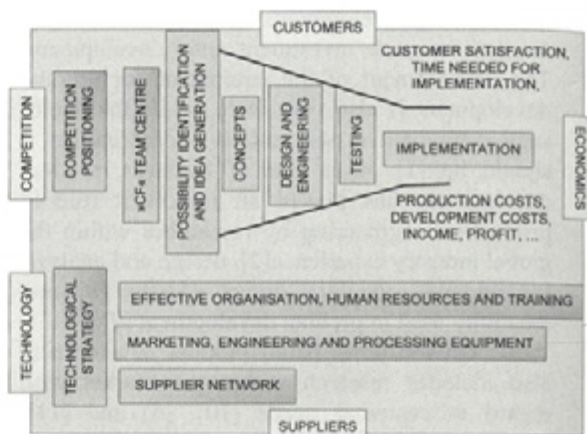 CUSTOMERS
COMPETITION
COMPETITION
POSITIONING
»CF« TEAM CENTRE
POSSIBILITY IDENTIFICATION
AND IDEA GENERATION
CONCEPTS
DESIGN AND
ENGINEERING
TESTING
CUSTOMER SATISFACTION,
TIME NEEDED FOR
IMPLEMENTATION,
IMPLEMENTATION
PRODUCTION COSTS,
DEVELOPMENT COSTS,
INCOME, PROFIT, ...
ECONOMICS
TECHNOLOGY
TECHNOLOGICAL
STRATEGY
EFFECTIVE ORGANISATION, HUMAN RESOURCES AND TRAINING
MARKETING, ENGINEERING AND PROCESSING EQUIPMENT
SUPPLIER NETWORK
SUPPLIERS